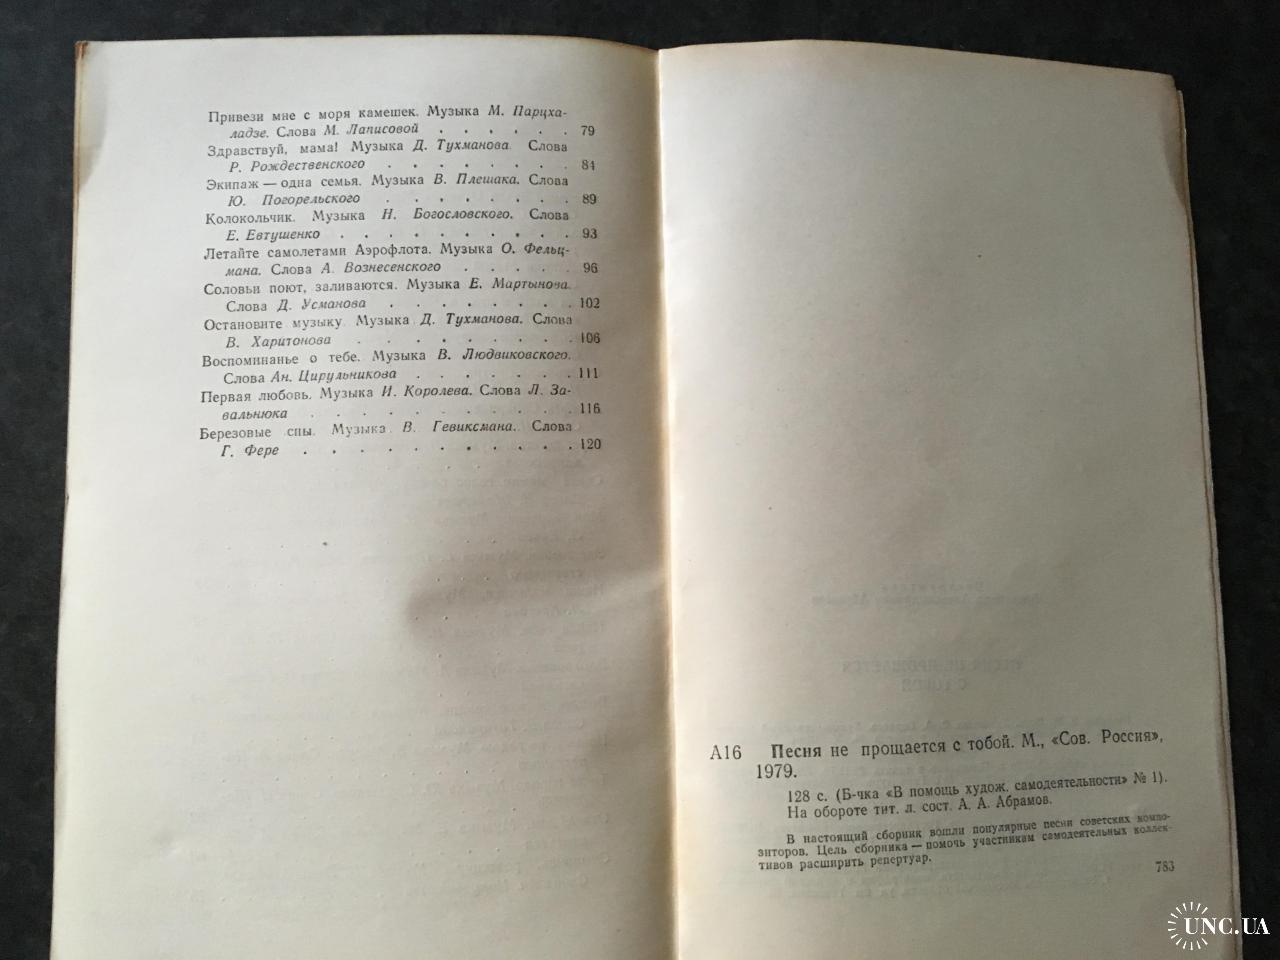 Привези мне с моря камешек. Музыка М. Парцха-
ладзе. Слова М. Лаписовой . . . . . . 79
Здравствуй, мама! Музыка Д. Тухманова. Слова
Р. Рождественского . . . . . . . . 84
Экипаж — одна семья. Музыка В. Плешака. Слова
Ю. Погорельского . . . . . . . . 89
Колокольчик. Музыка Н. Богословского. Слова
Е. Евтушенко . . . . . . . . . 93
Летайте самолетами Аэрофлота. Музыка О. Фельц-
мана. Слова А. Вознесенского . . . . . 96
Соловьи поют, заливаются. Музыка Е. Мартынова.
Слова Д. Усманова . . . . . . . . 102
Остановите музыку. Музыка Д. Тухманова. Слова
В. Харитонова . . . . . . . . . 106
Воспоминанье о тебе. Музыка В. Людвиковского.
Слова Ан. Цирульникова . . . . . . . 111
Первая любовь. Музыка И. Королева. Слова Л. За-
вальнюка . . . . . . . . . . 116
Березовые сны. Музыка В. Гевиксмана. Слова
Г. Фере . . . . . . . . . . . 120
А16 Песня не прощается с тобой. М., «Сов. Россия»,
1979.
128 с. (Б-чка «В помощь худож. самодеятельности» № 1).
На обороте тит. л. сост. А. А. Абрамов.
В настоящий сборник вошли популярные песни советских компо-
зиторов. Цель сборника — помочь участникам самодеятельных коллек-
тивов расширить репертуар.
783
UNC.UA